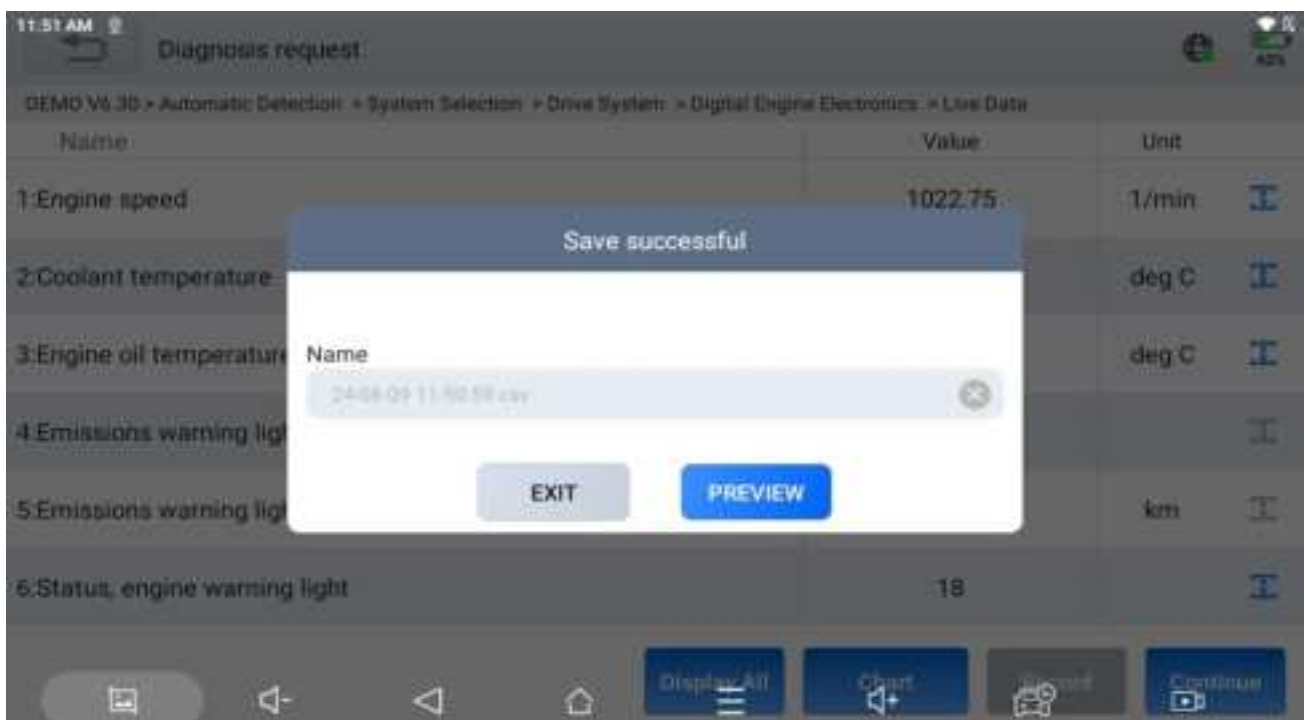 11:51 AM
Diagnosis request
DEMO V6.30 > Automatic Detection > System Selection > Drive System > Digital Engine Electronics > Live Data
Name Value Unit
1:Engine speed 1022.75 1/min
Save successful
2:Coolant temperature deg C
3:Engine oil temperature deg C
Name
4:Emissions warning
5:Emissions warning km
EXIT PREVIEW
6:Status, engine warning light 18
Display All Chart Record Continue